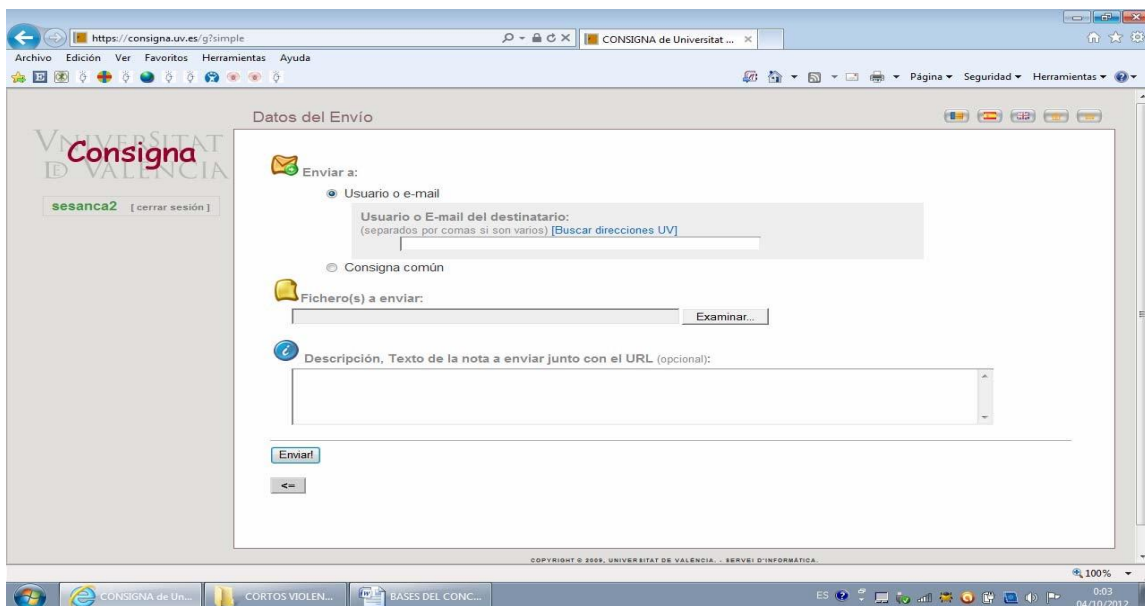 https://consigna.uv.es/g?simple
CONSIGNA de Universitat ...
Archivo Edición Ver Favoritos Herramientas Ayuda
Página Seguridad Herramientas
Datos del Envío
VNIVERSITAT
ID VALENCIA
Consigna
sesanca2 [cerrar sesión]
Enviar a:
Usuario o e-mail
Usuario o E-mail del destinatario:
(separados por comas si son varios) [Buscar direcciones UV]
Consigna común
Fichero(s) a enviar:
Examinar...
Descripción, Texto de la nota a enviar junto con el URL (opcional):
Enviar!
<=
COPYRIGHT © 2009, UNIVERSITAT DE VALENCIA. - SERVEI D'INFORMÀTICA.
100%
CONSIGNA de Un...
CORTOS VIOLEN...
BASES DEL CONC...
ES
0:03
04/10/2012